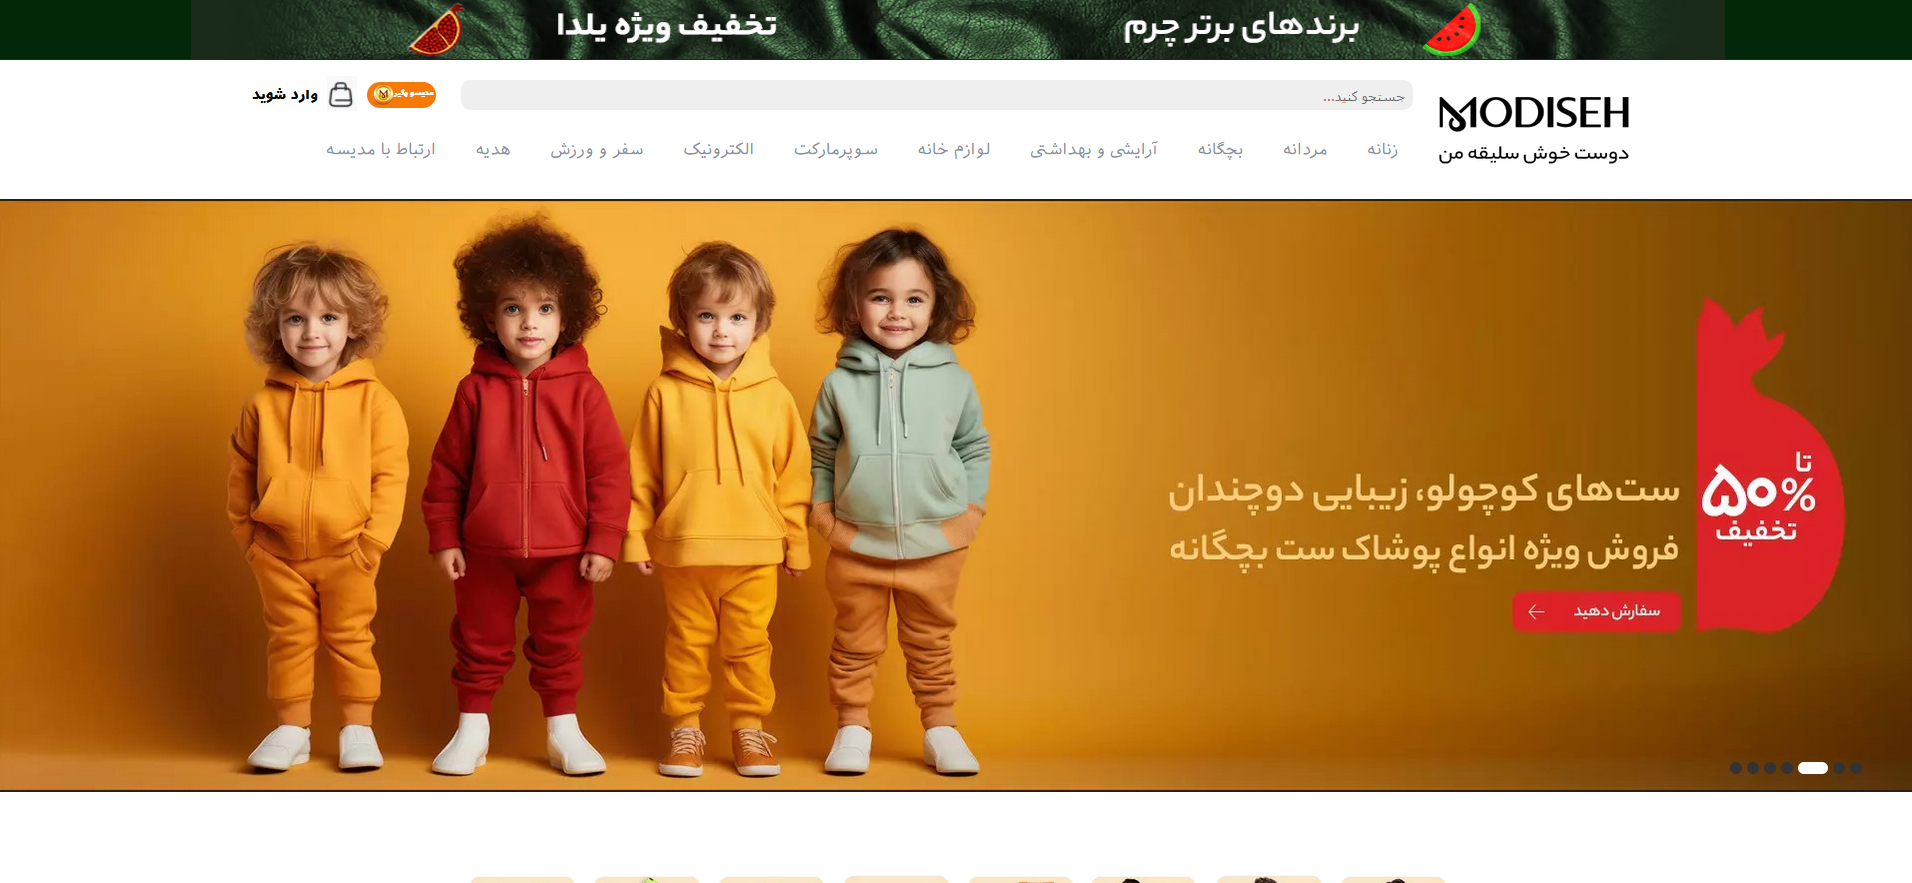 برندهای برتر چرم
تخفیف ویژه یلدا
MODISEH
دوست خوش سلیقه من
جستجو کنید...
مدیسو بگیر
وارد شوید
زنانه
مردانه
بچگانه
آرایشی و بهداشتی
لوازم خانه
سوپرمارکت
الکترونیک
سفر و ورزش
هدیه
ارتباط با مدیسه
تا
%۵۰
تخفیف
ست‌های کوچولو، زیبایی دوچندان
فروش ویژه انواع پوشاک ست بچگانه
سفارش دهید